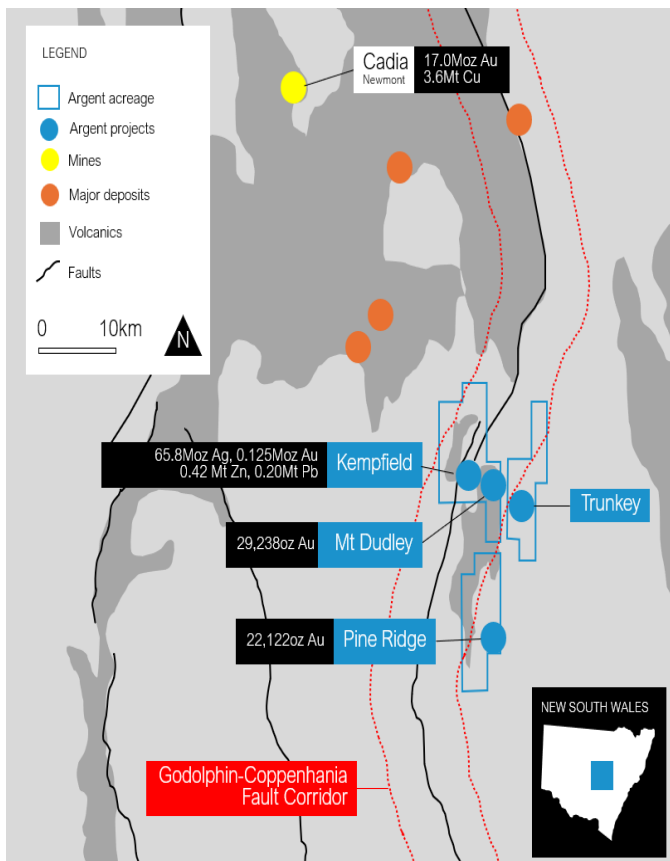 LEGEND
Argent acreage
Argent projects
Mines
Major deposits
Volcanics
Faults
0 10km
N
Cadia
Newmont
17.0Moz Au
3.6Mt Cu
65.8Moz Ag, 0.125Moz Au
0.42 Mt Zn, 0.20Mt Pb
Kempfield
Trunkey
29,238oz Au
Mt Dudley
22,122oz Au
Pine Ridge
Godolphin-Coppenhania
Fault Corridor
NEW SOUTH WALES